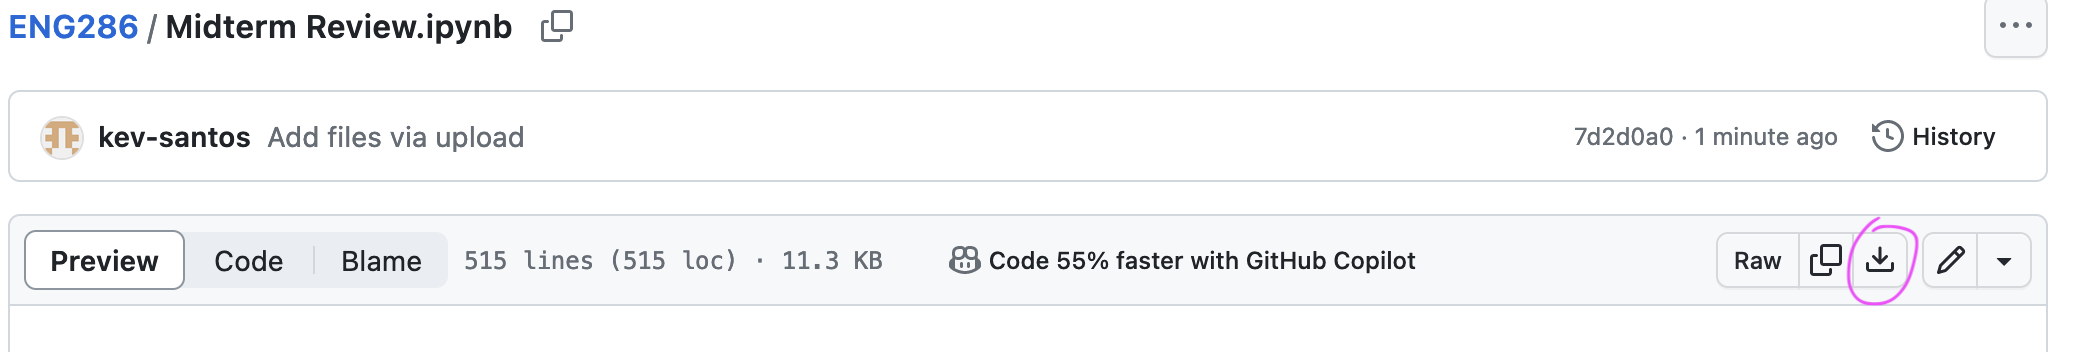 ENG286 / Midterm Review.ipynb
kev-santos Add files via upload 7d2d0a0 · 1 minute ago History
Preview Code Blame 515 lines (515 loc) · 11.3 KB Code 55% faster with GitHub Copilot Raw